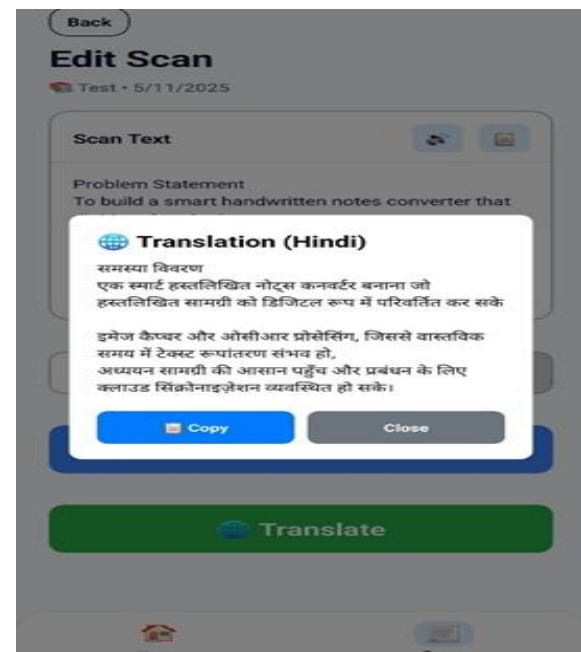 Back
Edit Scan
Test • 5/11/2025
Scan Text
Problem Statement
To build a smart handwritten notes converter that
Translation (Hindi)
समस्या विवरण
एक स्मार्ट हस्तलिखित नोट्स कनवर्टर बनाना जो
हस्तलिखित सामग्री को डिजिटल रूप में परिवर्तित कर सके
इमेज कैप्चर और ओसीआर प्रोसेसिंग, जिससे वास्तविक
समय में टेक्स्ट रूपांतरण संभव हो,
अध्ययन सामग्री की आसान पहुँच और प्रबंधन के लिए
क्लाउड सिंक्रोनाइज़ेशन व्यवस्थित हो सके।
Copy Close
Translate